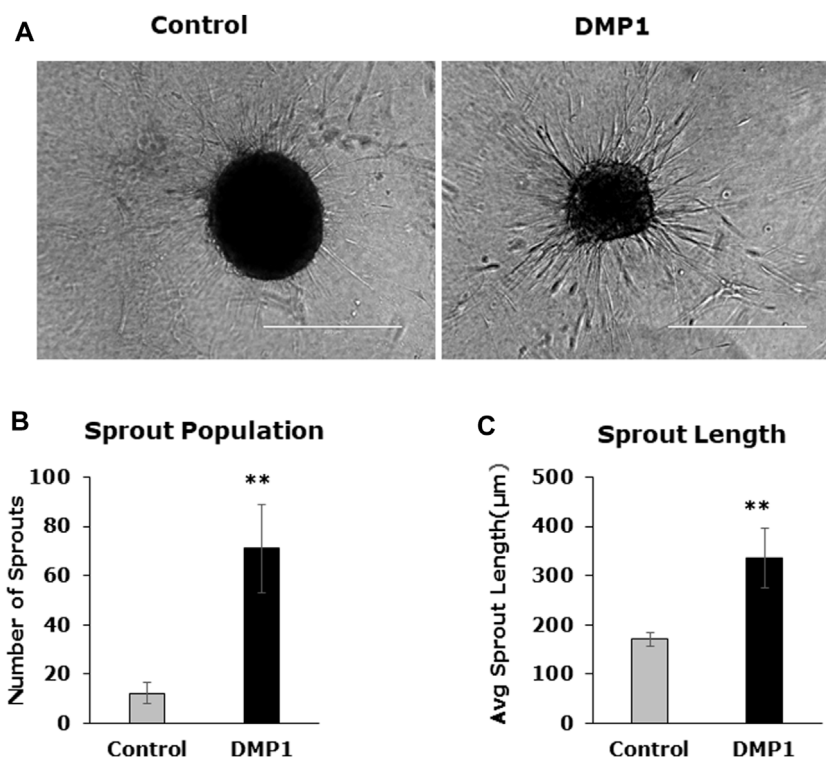 A
Control
DMP1
B
Sprout Population
**
100
80
60
40
20
0
Number of Sprouts
Control
DMP1
C
Sprout Length
**
500
400
300
200
100
0
Avg Sprout Length(µm)
Control
DMP1